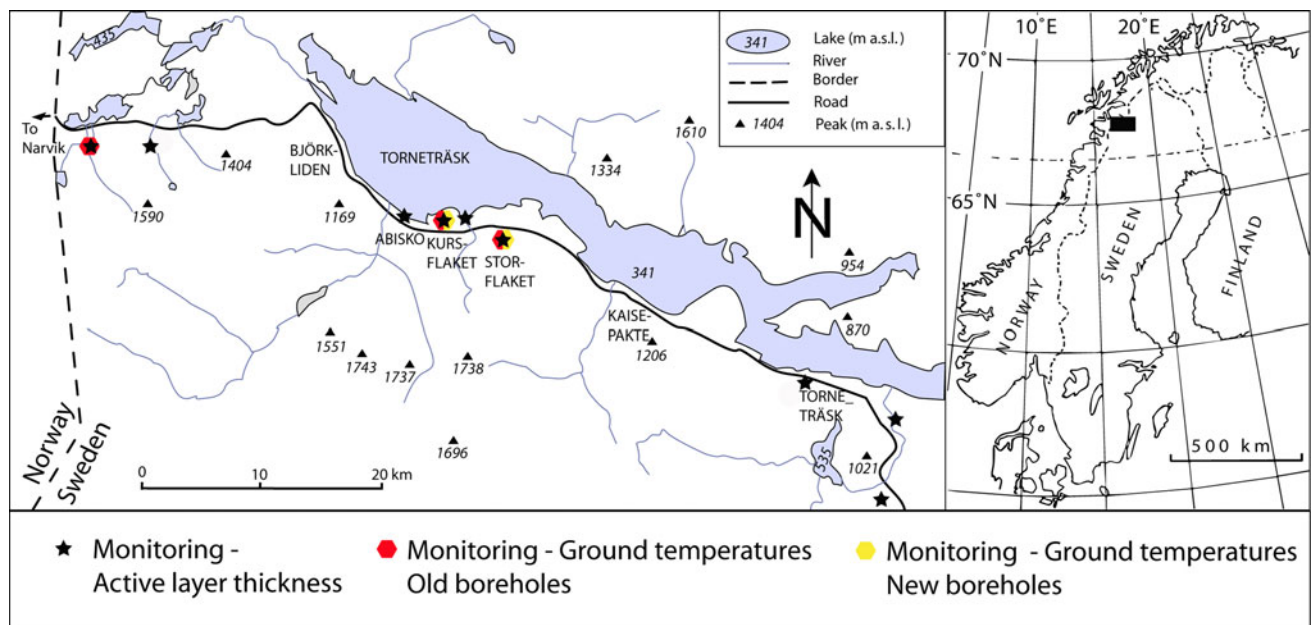 435
To
Narvik
1404
1590
BJÖRK-
LIDEN
1169
TORNETRÄSK
ABISKO
KURS-
FLAKET
STOR-
FLAKET
1334
1610
341
954
870
KAISE-
PAKTE
1206
1551
1743
1737
1738
1696
TORNE_
TRÄSK
535
1021
N
Norway
Sweden
0 20 km
341 Lake (m a.s.l.)
River
Border
Road
1404 Peak (m a.s.l.)
10°E 20°E
70°N
65°N
NORWAY
SWEDEN
FINLAND
500 km
Monitoring -
Active layer thickness
Monitoring - Ground temperatures
Old boreholes
Monitoring - Ground temperatures
New boreholes